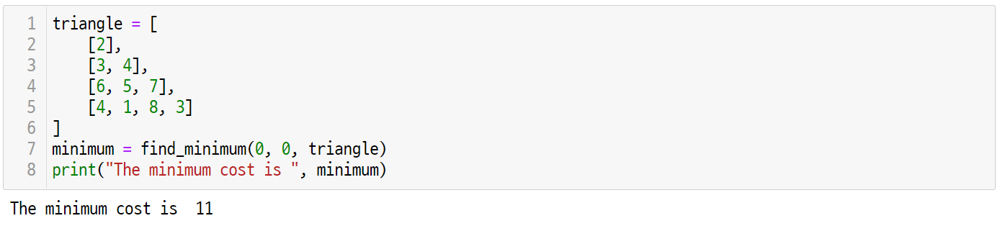 1 triangle = [
2     [2],
3     [3, 4],
4     [6, 5, 7],
5     [4, 1, 8, 3]
6 ]
7 minimum = find_minimum(0, 0, triangle)
8 print("The minimum cost is ", minimum)
The minimum cost is  11